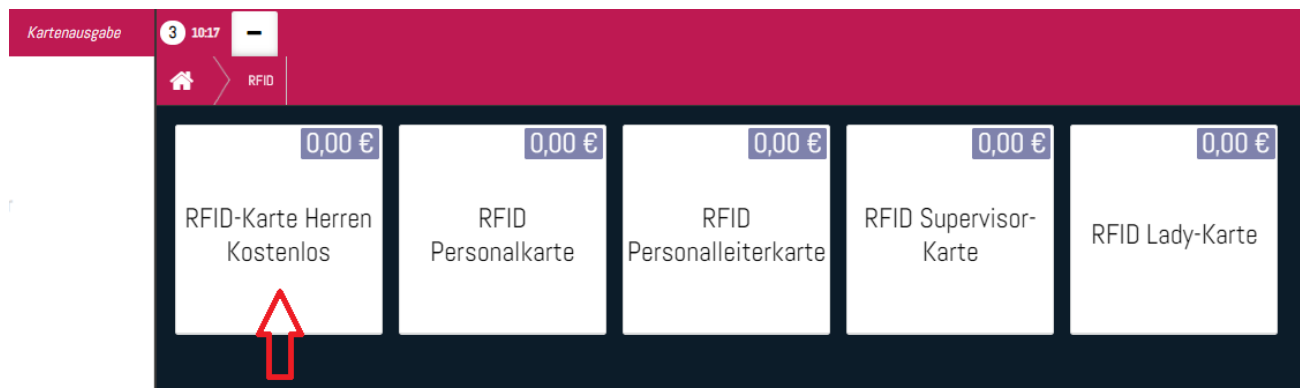 Kartenausgabe
3 10:17 –
RFID
0,00 €
RFID-Karte Herren
Kostenlos
0,00 €
RFID
Personalkarte
0,00 €
RFID
Personalleiterkarte
0,00 €
RFID Supervisor-
Karte
0,00 €
RFID Lady-Karte